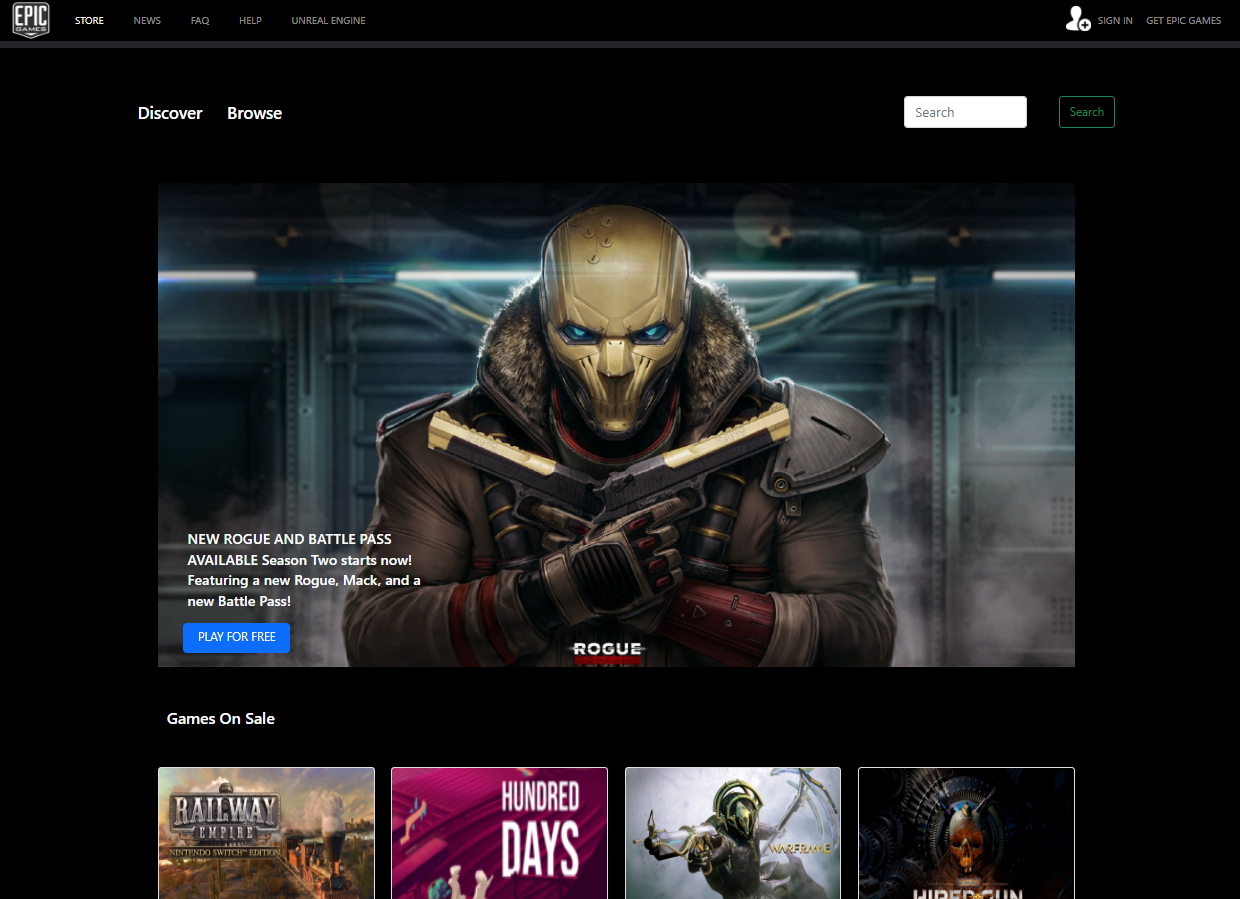 EPIC
GAMES
STORE
NEWS
FAQ
HELP
UNREAL ENGINE
SIGN IN
GET EPIC GAMES
Discover
Browse
Search
Search
NEW ROGUE AND BATTLE PASS
AVAILABLE Season Two starts now!
Featuring a new Rogue, Mack, and a
new Battle Pass!
PLAY FOR FREE
ROGUE
Games On Sale
RAILWAY
EMPIRE
NINTENDO SWITCH™ EDITION
HUNDRED
DAYS
WARFRAME
HIRED GUN